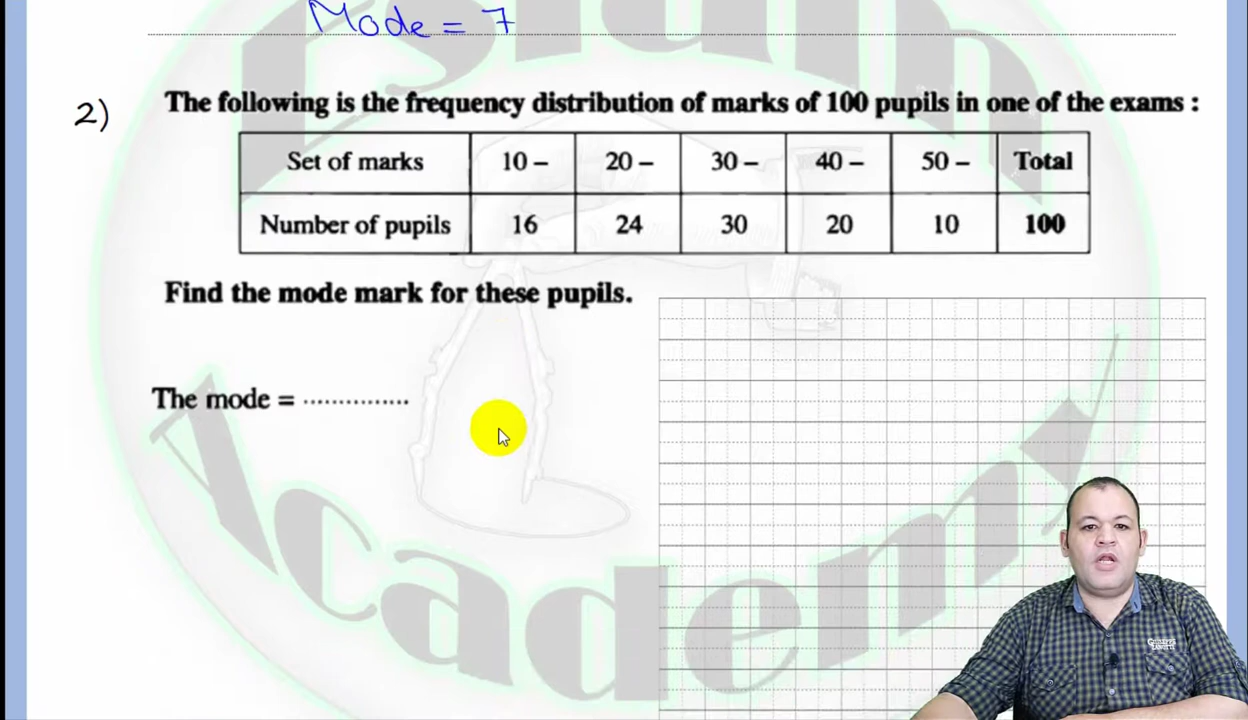 Mode = 7
2) The following is the frequency distribution of marks of 100 pupils in one of the exams :
Set of marks 10 – 20 – 30 – 40 – 50 – Total
Number of pupils 16 24 30 20 10 100
Find the mode mark for these pupils.
The mode = ...............
Academy